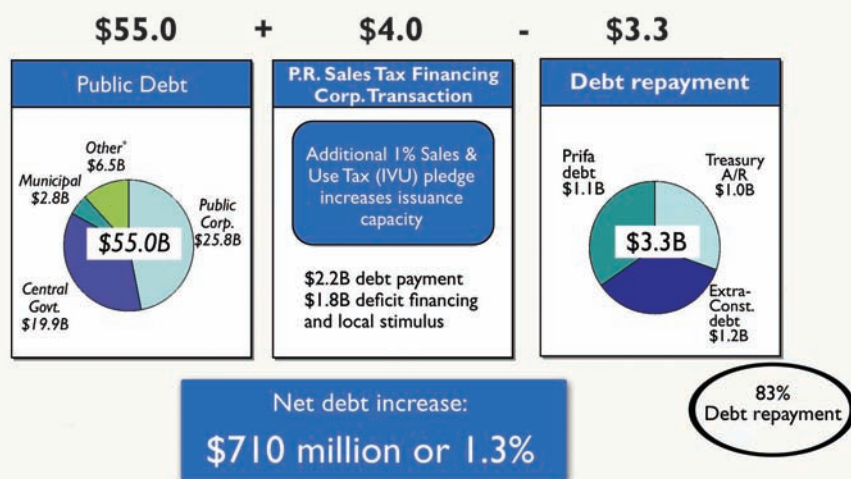 $55.0 + $4.0 - $3.3
Public Debt
Other*
$6.5B
Municipal
$2.8B
Public
Corp.
$25.8B
$55.0B
Central
Govt.
$19.9B
P.R. Sales Tax Financing
Corp. Transaction
Additional 1% Sales &
Use Tax (IVU) pledge
increases issuance
capacity
$2.2B debt payment
$1.8B deficit financing
and local stimulus
Debt repayment
Prifa
debt
$1.1B
Treasury
A/R
$1.0B
$3.3B
Extra-
Const.
debt
$1.2B
Net debt increase:
$710 million or 1.3%
83%
Debt repayment